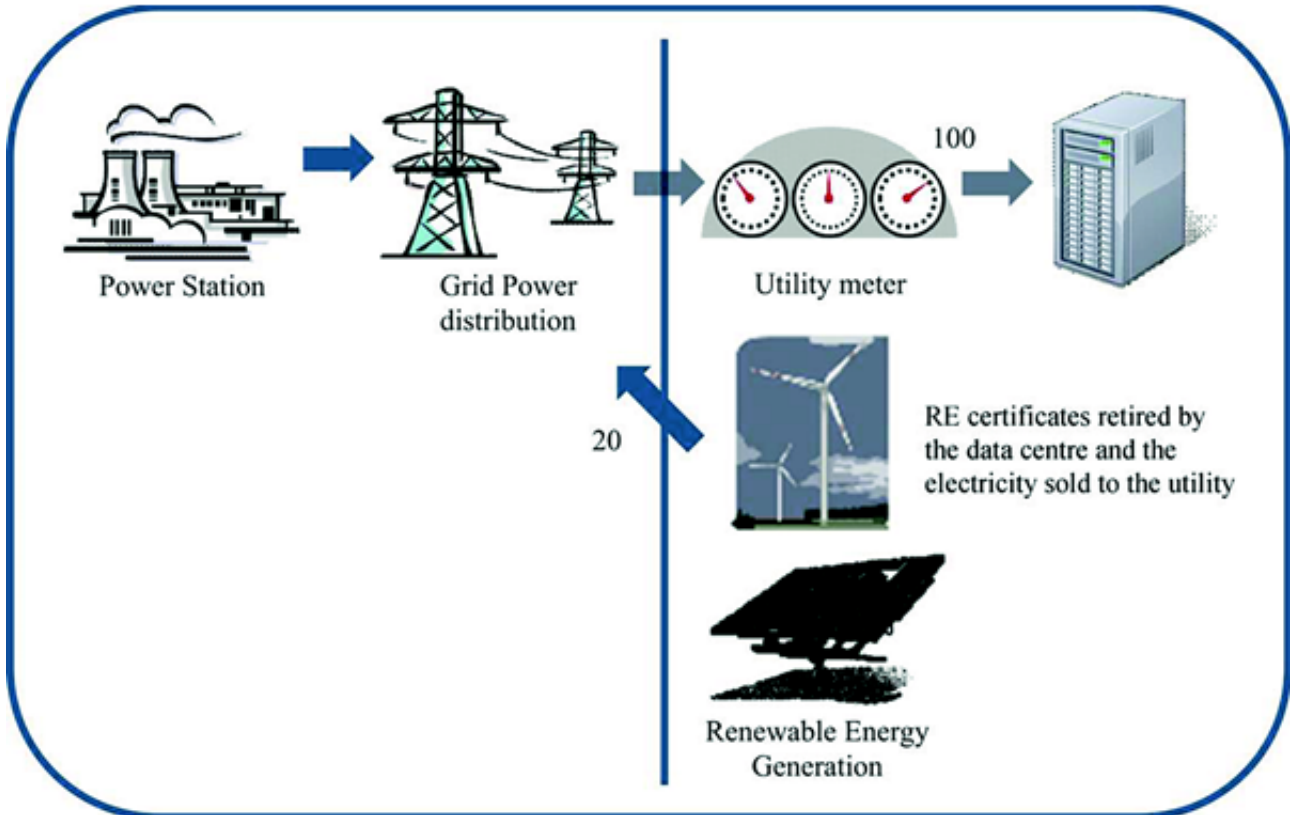 100
Power Station
Grid Power
distribution
Utility meter
20
RE certificates retired by
the data centre and the
electricity sold to the utility
Renewable Energy
Generation